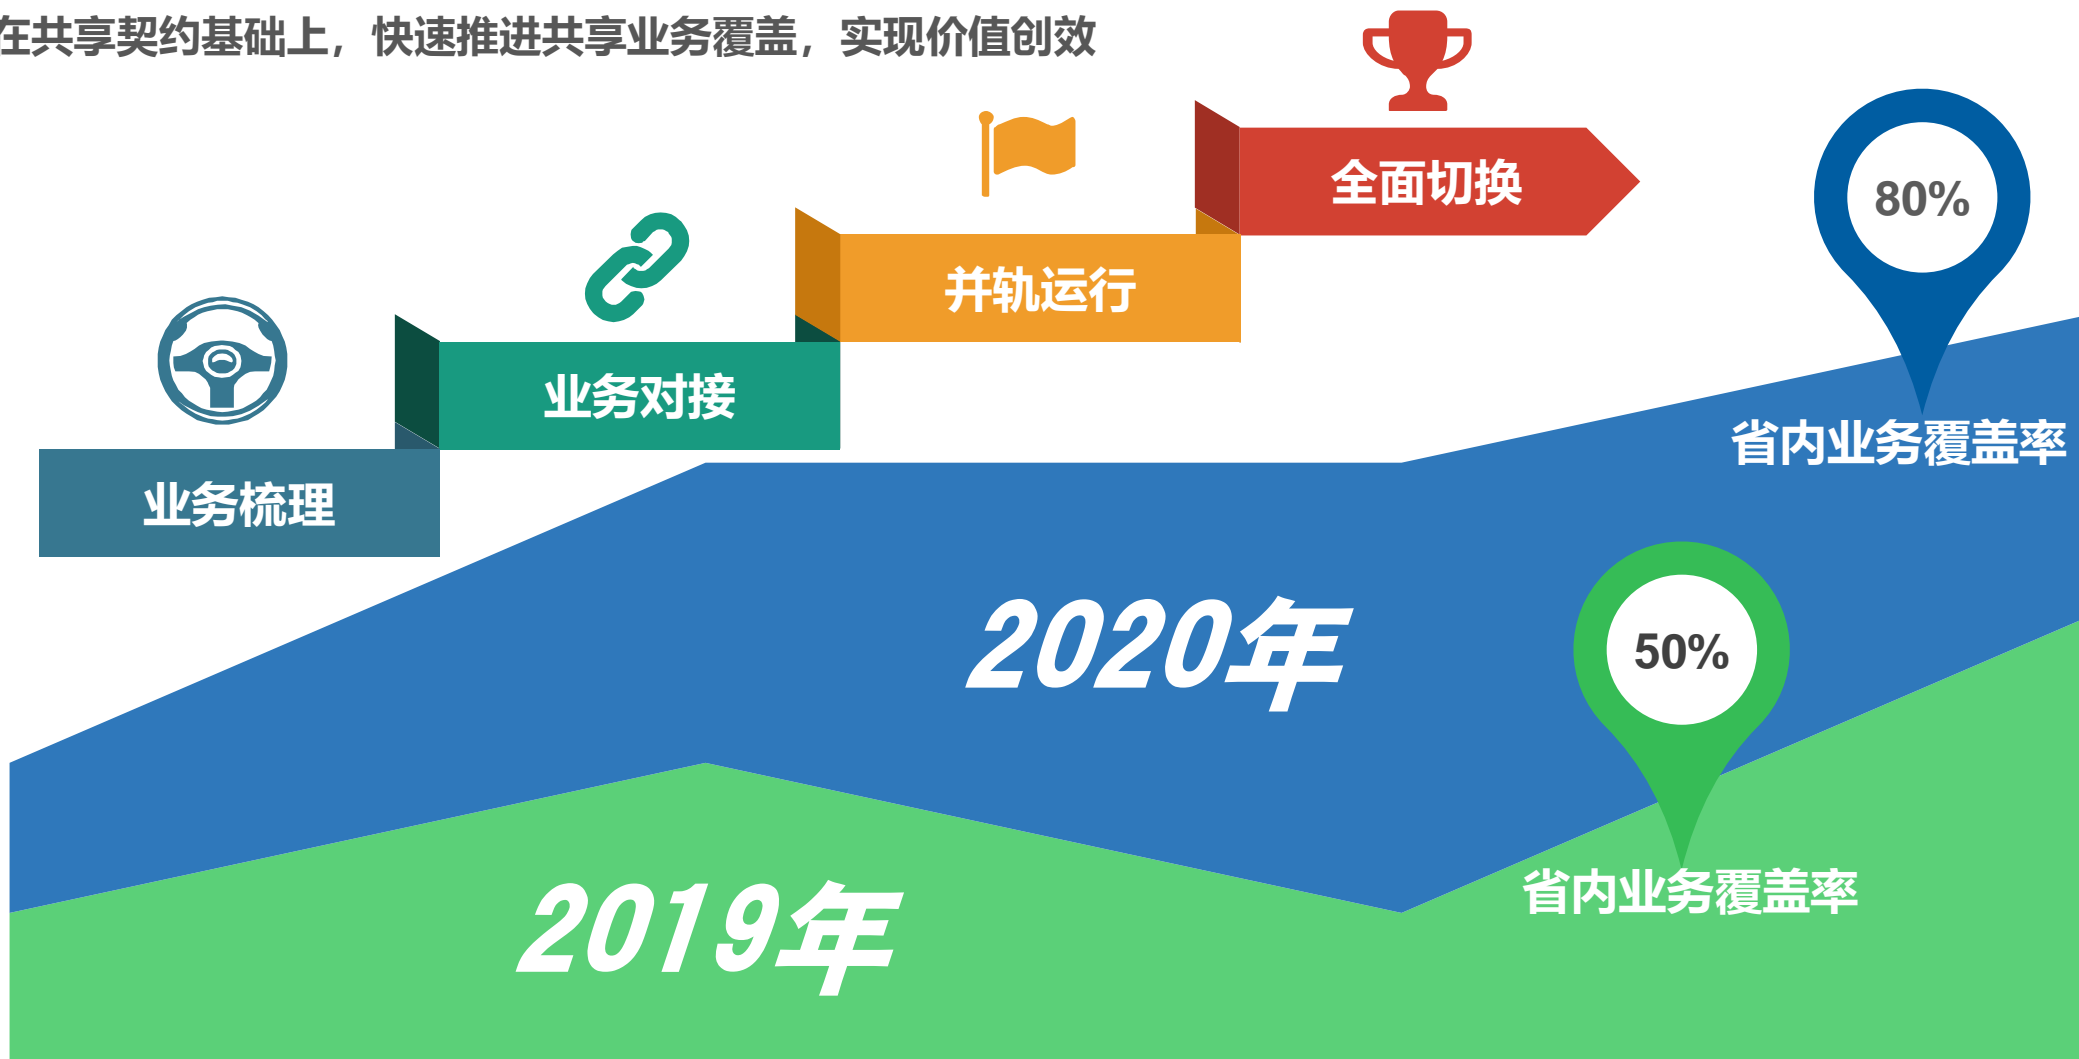 在共享契约基础上，快速推进共享业务覆盖，实现价值创效
全面切换
80%
并轨运行
业务对接
省内业务覆盖率
业务梳理
2020年
50%
省内业务覆盖率
2019年